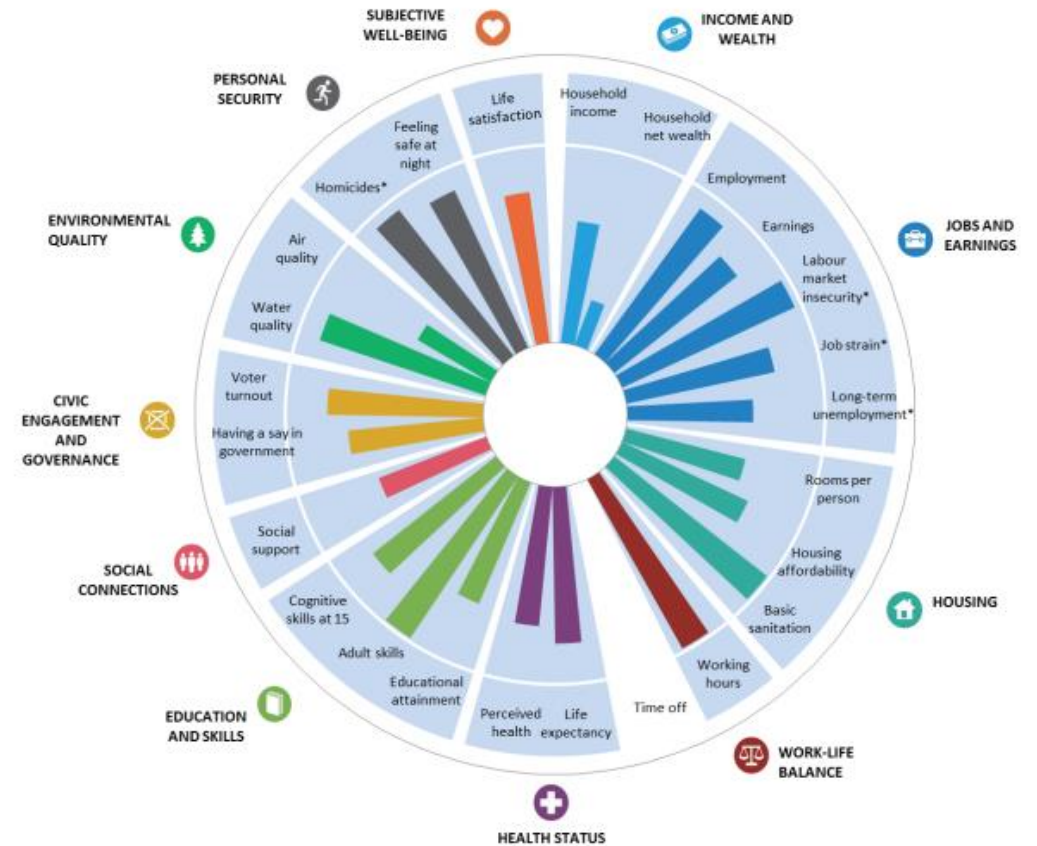 SUBJECTIVE
WELL-BEING
INCOME AND
WEALTH
PERSONAL
SECURITY
Life
satisfaction
Household
income
Household
net wealth
Feeling
safe at
night
Homicides*
Employment
Earnings
Labour
market
insecurity*
Job strain*
Long-term
unemployment*
JOBS AND
EARNINGS
ENVIRONMENTAL
QUALITY
Air
quality
Water
quality
CIVIC
ENGAGEMENT
AND
GOVERNANCE
Voter
turnout
Having a say in
government
Rooms per
person
Housing
affordability
Basic
sanitation
HOUSING
SOCIAL
CONNECTIONS
Social
support
Cognitive
skills at 15
Adult skills
Educational
attainment
EDUCATION
AND SKILLS
Perceived
health
Life
expectancy
Time off
Working
hours
WORK-LIFE
BALANCE
HEALTH STATUS